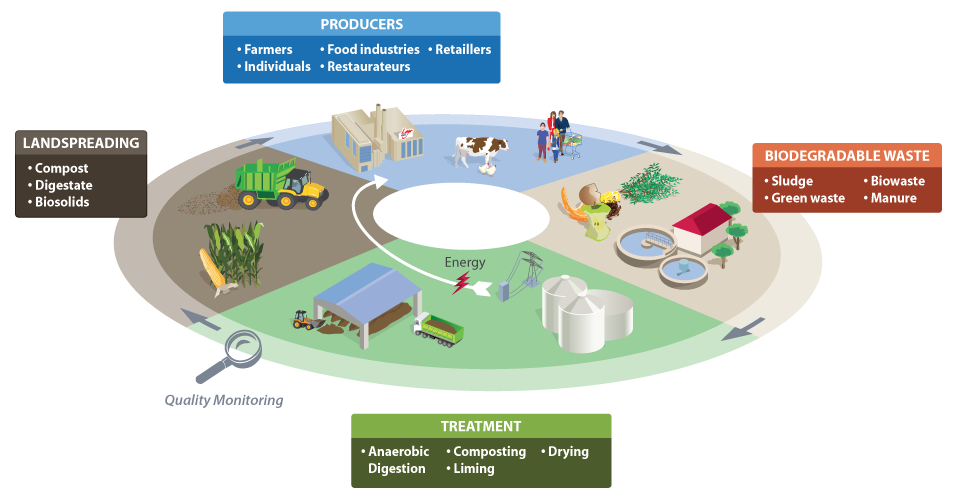 PRODUCERS
• Farmers • Food industries • Retaillers
• Individuals • Restaurateurs
LANDSPREADING
• Compost
• Digestate
• Biosolids
BIODEGRADABLE WASTE
• Sludge • Biowaste
• Green waste • Manure
Energy
Quality Monitoring
TREATMENT
• Anaerobic • Composting • Drying
Digestion • Liming